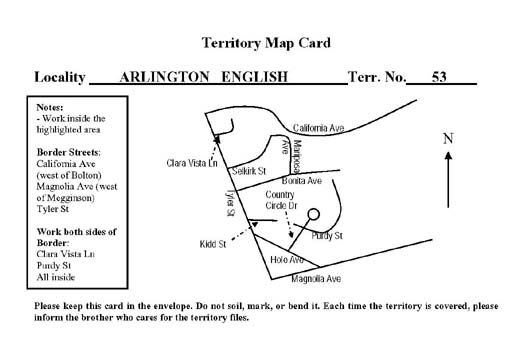 Territory Map Card
Locality ARLINGTON ENGLISH Terr. No. 53
Notes:
- Work inside the
highlighted area
Border Streets:
California Ave
(west of Bolton)
Magnolia Ave (west
of Megginson)
Tyler St
Work both sides of
Border:
Clara Vista Ln
Purdy St
All inside
California Ave
Mariposa
Ave
Clara Vista Ln
Selkirk St
Bonita Ave
Tyler St
Country
Circle Dr
N
Purdy St
Kidd St
Hole Ave
Magnolia Ave
Please keep this card in the envelope. Do not soil, mark, or bend it. Each time the territory is covered, please
inform the brother who cares for the territory files.